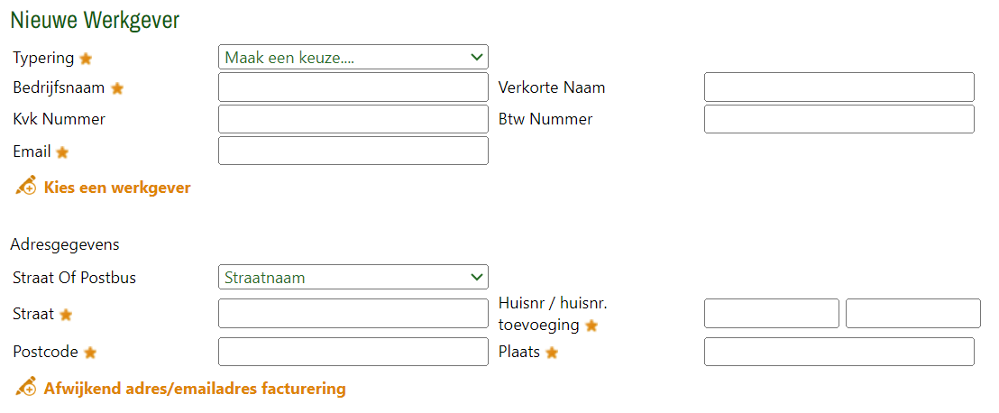 Nieuwe Werkgever
Typering Maak een keuze....
Bedrijfsnaam Verkorte Naam
Kvk Nummer Btw Nummer
Email
Kies een werkgever
Adresgegevens
Straat Of Postbus Straatnaam
Straat Huisnr / huisnr.
toevoeging
Postcode Plaats
Afwijkend adres/emailadres facturering